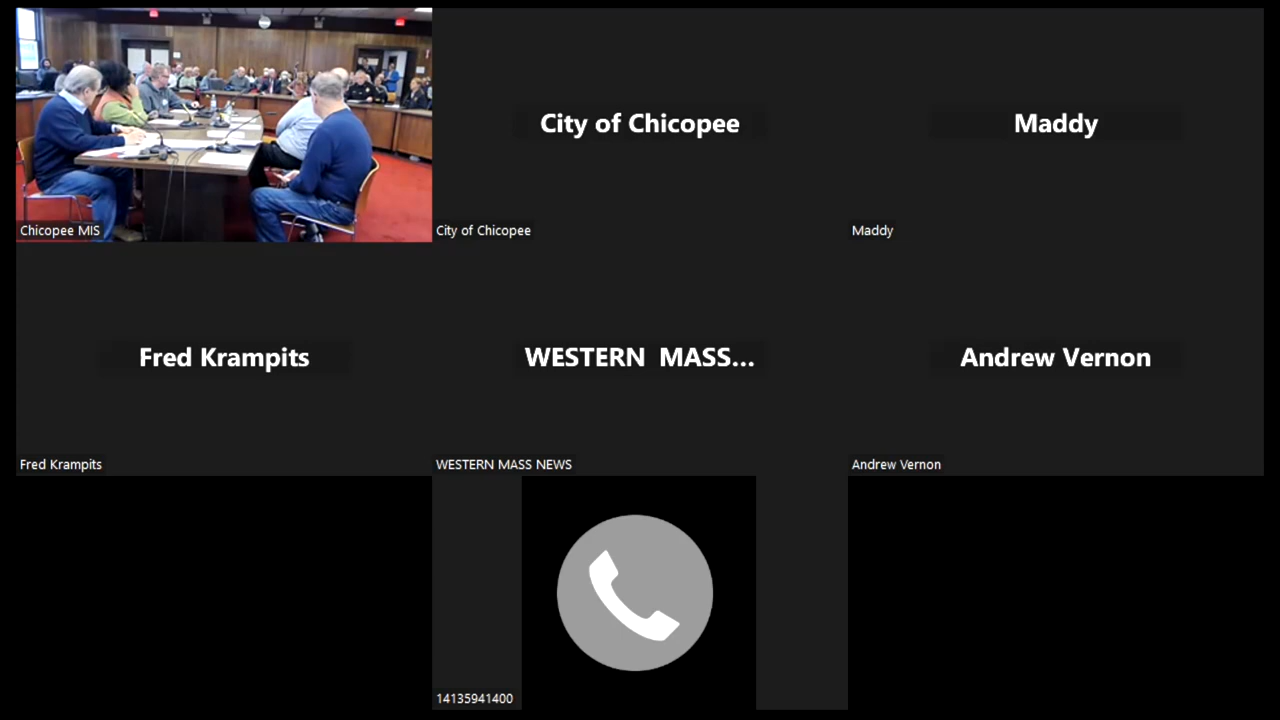 City of Chicopee
Maddy
Chicopee MIS
City of Chicopee
Maddy
Fred Krampits
WESTERN MASS...
Andrew Vernon
Fred Krampits
WESTERN MASS NEWS
Andrew Vernon
14135941400